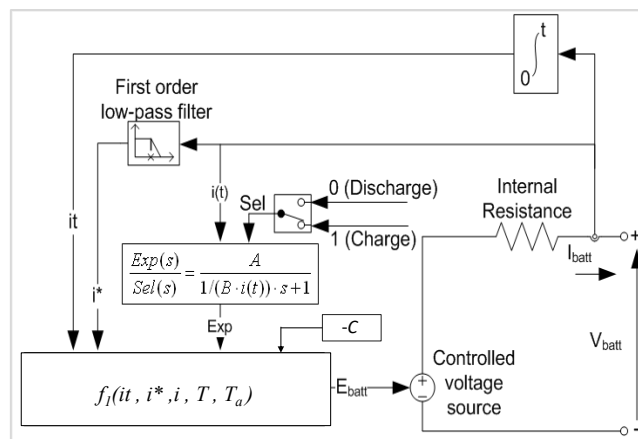 t
∫
0
First order
low-pass filter
it
i*
i(t)
Sel
0 (Discharge)
1 (Charge)
Exp(s)/Sel(s) = A/(1/(B·i(t))·s+1)
Exp
-C
f1(it, i*, i, T, Ta)
Ebatt
Internal
Resistance
Ibatt
+
Vbatt
-
+
-
Controlled
voltage
source